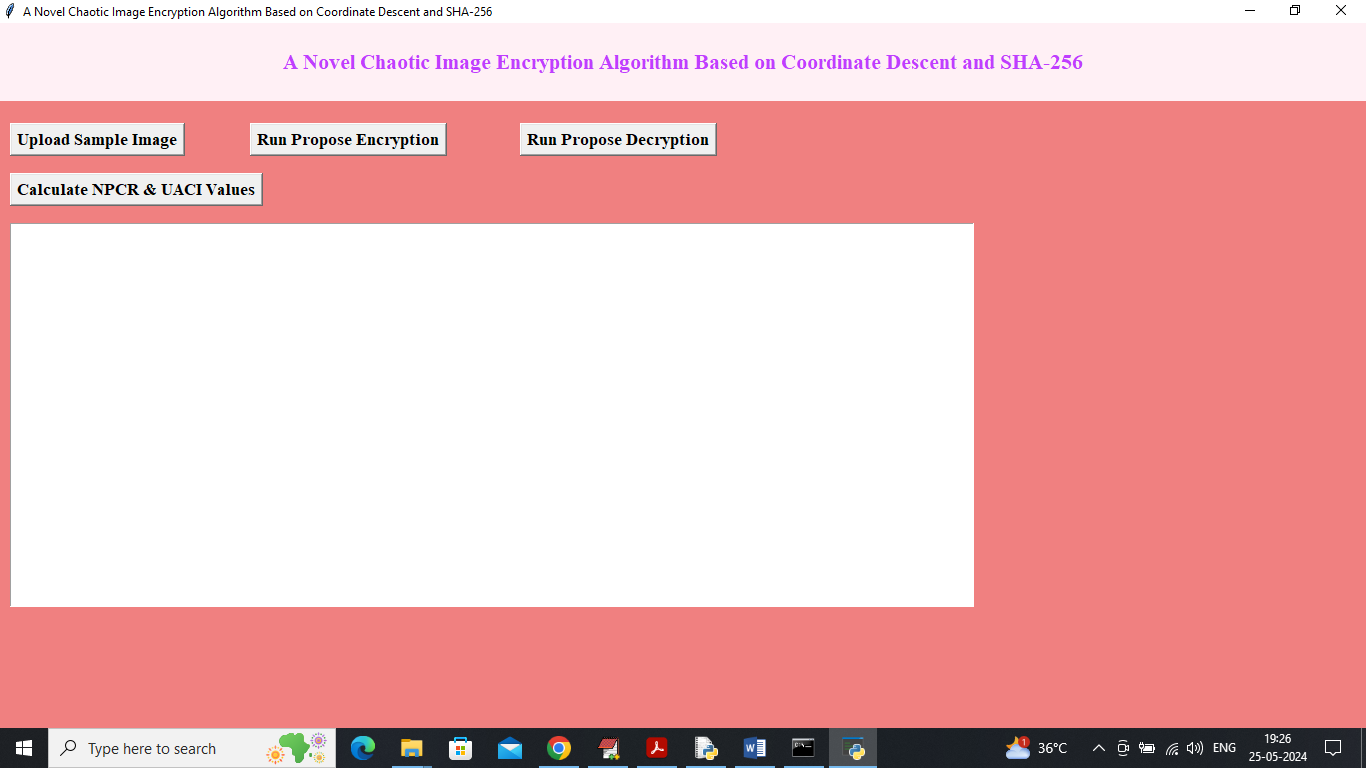 A Novel Chaotic Image Encryption Algorithm Based on Coordinate Descent and SHA-256
A Novel Chaotic Image Encryption Algorithm Based on Coordinate Descent and SHA-256
Upload Sample Image
Run Propose Encryption
Run Propose Decryption
Calculate NPCR & UACI Values
Type here to search
1
36°C
ENG
19:26
25-05-2024